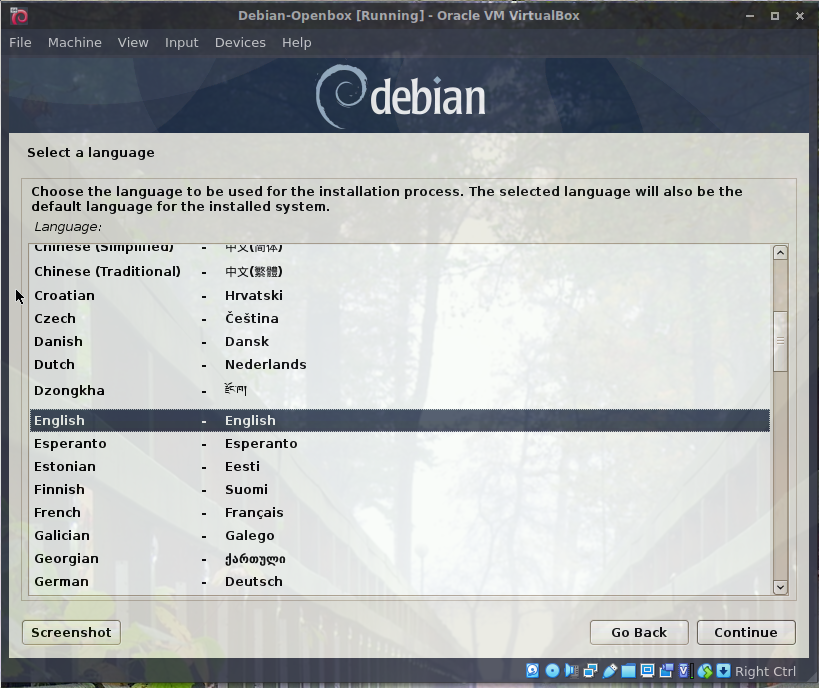 Debian-Openbox [Running] - Oracle VM VirtualBox
File Machine View Input Devices Help
debian
Select a language
Choose the language to be used for the installation process. The selected language will also be the
default language for the installed system.
Language:
Chinese (Simplified) - 中文(简体)
Chinese (Traditional) - 中文(繁體)
Croatian - Hrvatski
Czech - Čeština
Danish - Dansk
Dutch - Nederlands
Dzongkha - རྫོང་ཁ།
English - English
Esperanto - Esperanto
Estonian - Eesti
Finnish - Suomi
French - Français
Galician - Galego
Georgian - ქართული
German - Deutsch
Screenshot Go Back Continue
Right Ctrl